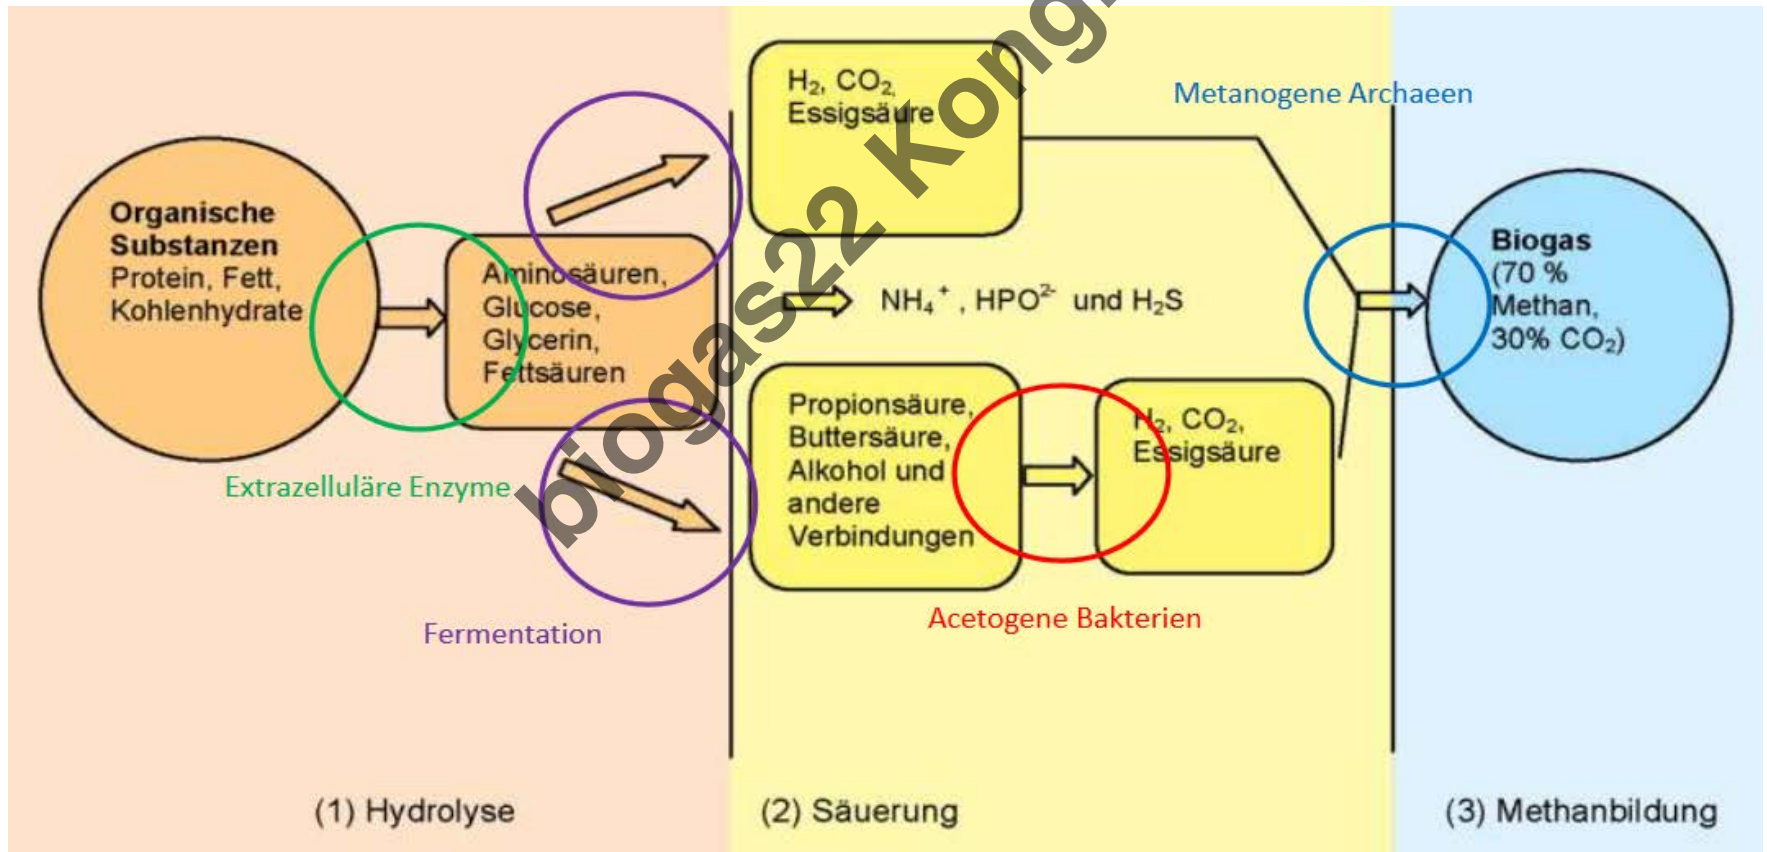 Organische
Substanzen
Protein, Fett,
Kohlenhydrate
Extrazelluläre Enzyme
Aminosäuren,
Glucose,
Glycerin,
Fettsäuren
Fermentation
(1) Hydrolyse
H₂, CO₂,
Essigsäure
NH₄⁺ , HPO²⁻ und H₂S
Propionsäure,
Buttersäure,
Alkohol und
andere
Verbindungen
H₂, CO₂,
Essigsäure
Acetogene Bakterien
(2) Säuerung
Metanogene Archaeen
Biogas
(70 %
Methan,
30% CO₂)
(3) Methanbildung
biogas22